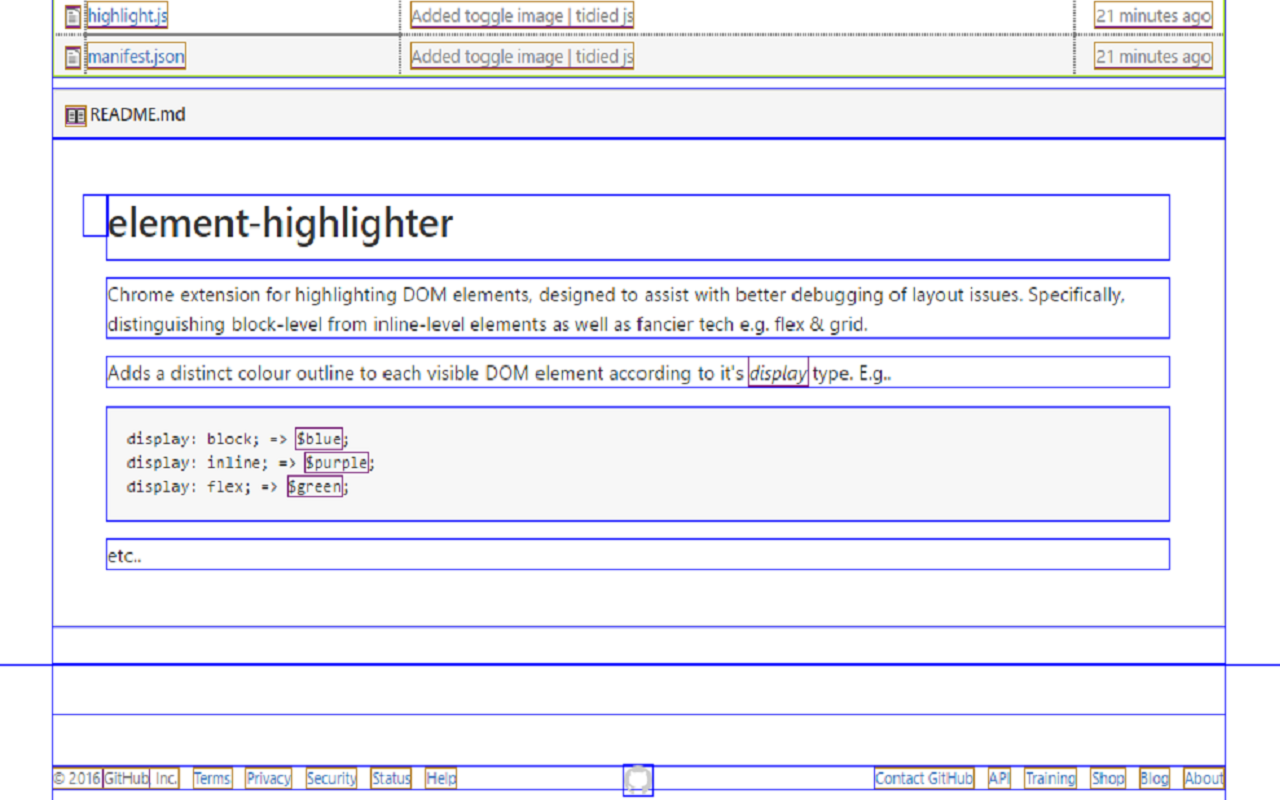 highlight.js Added toggle image | tidied js 21 minutes ago
manifest.json Added toggle image | tidied js 21 minutes ago
README.md
element-highlighter
Chrome extension for highlighting DOM elements, designed to assist with better debugging of layout issues. Specifically,
distinguishing block-level from inline-level elements as well as fancier tech e.g. flex & grid.
Adds a distinct colour outline to each visible DOM element according to it's display type. E.g..
display: block; => $blue;
display: inline; => $purple;
display: flex; => $green;
etc..
© 2016 GitHub Inc. Terms Privacy Security Status Help Contact GitHub API Training Shop Blog About